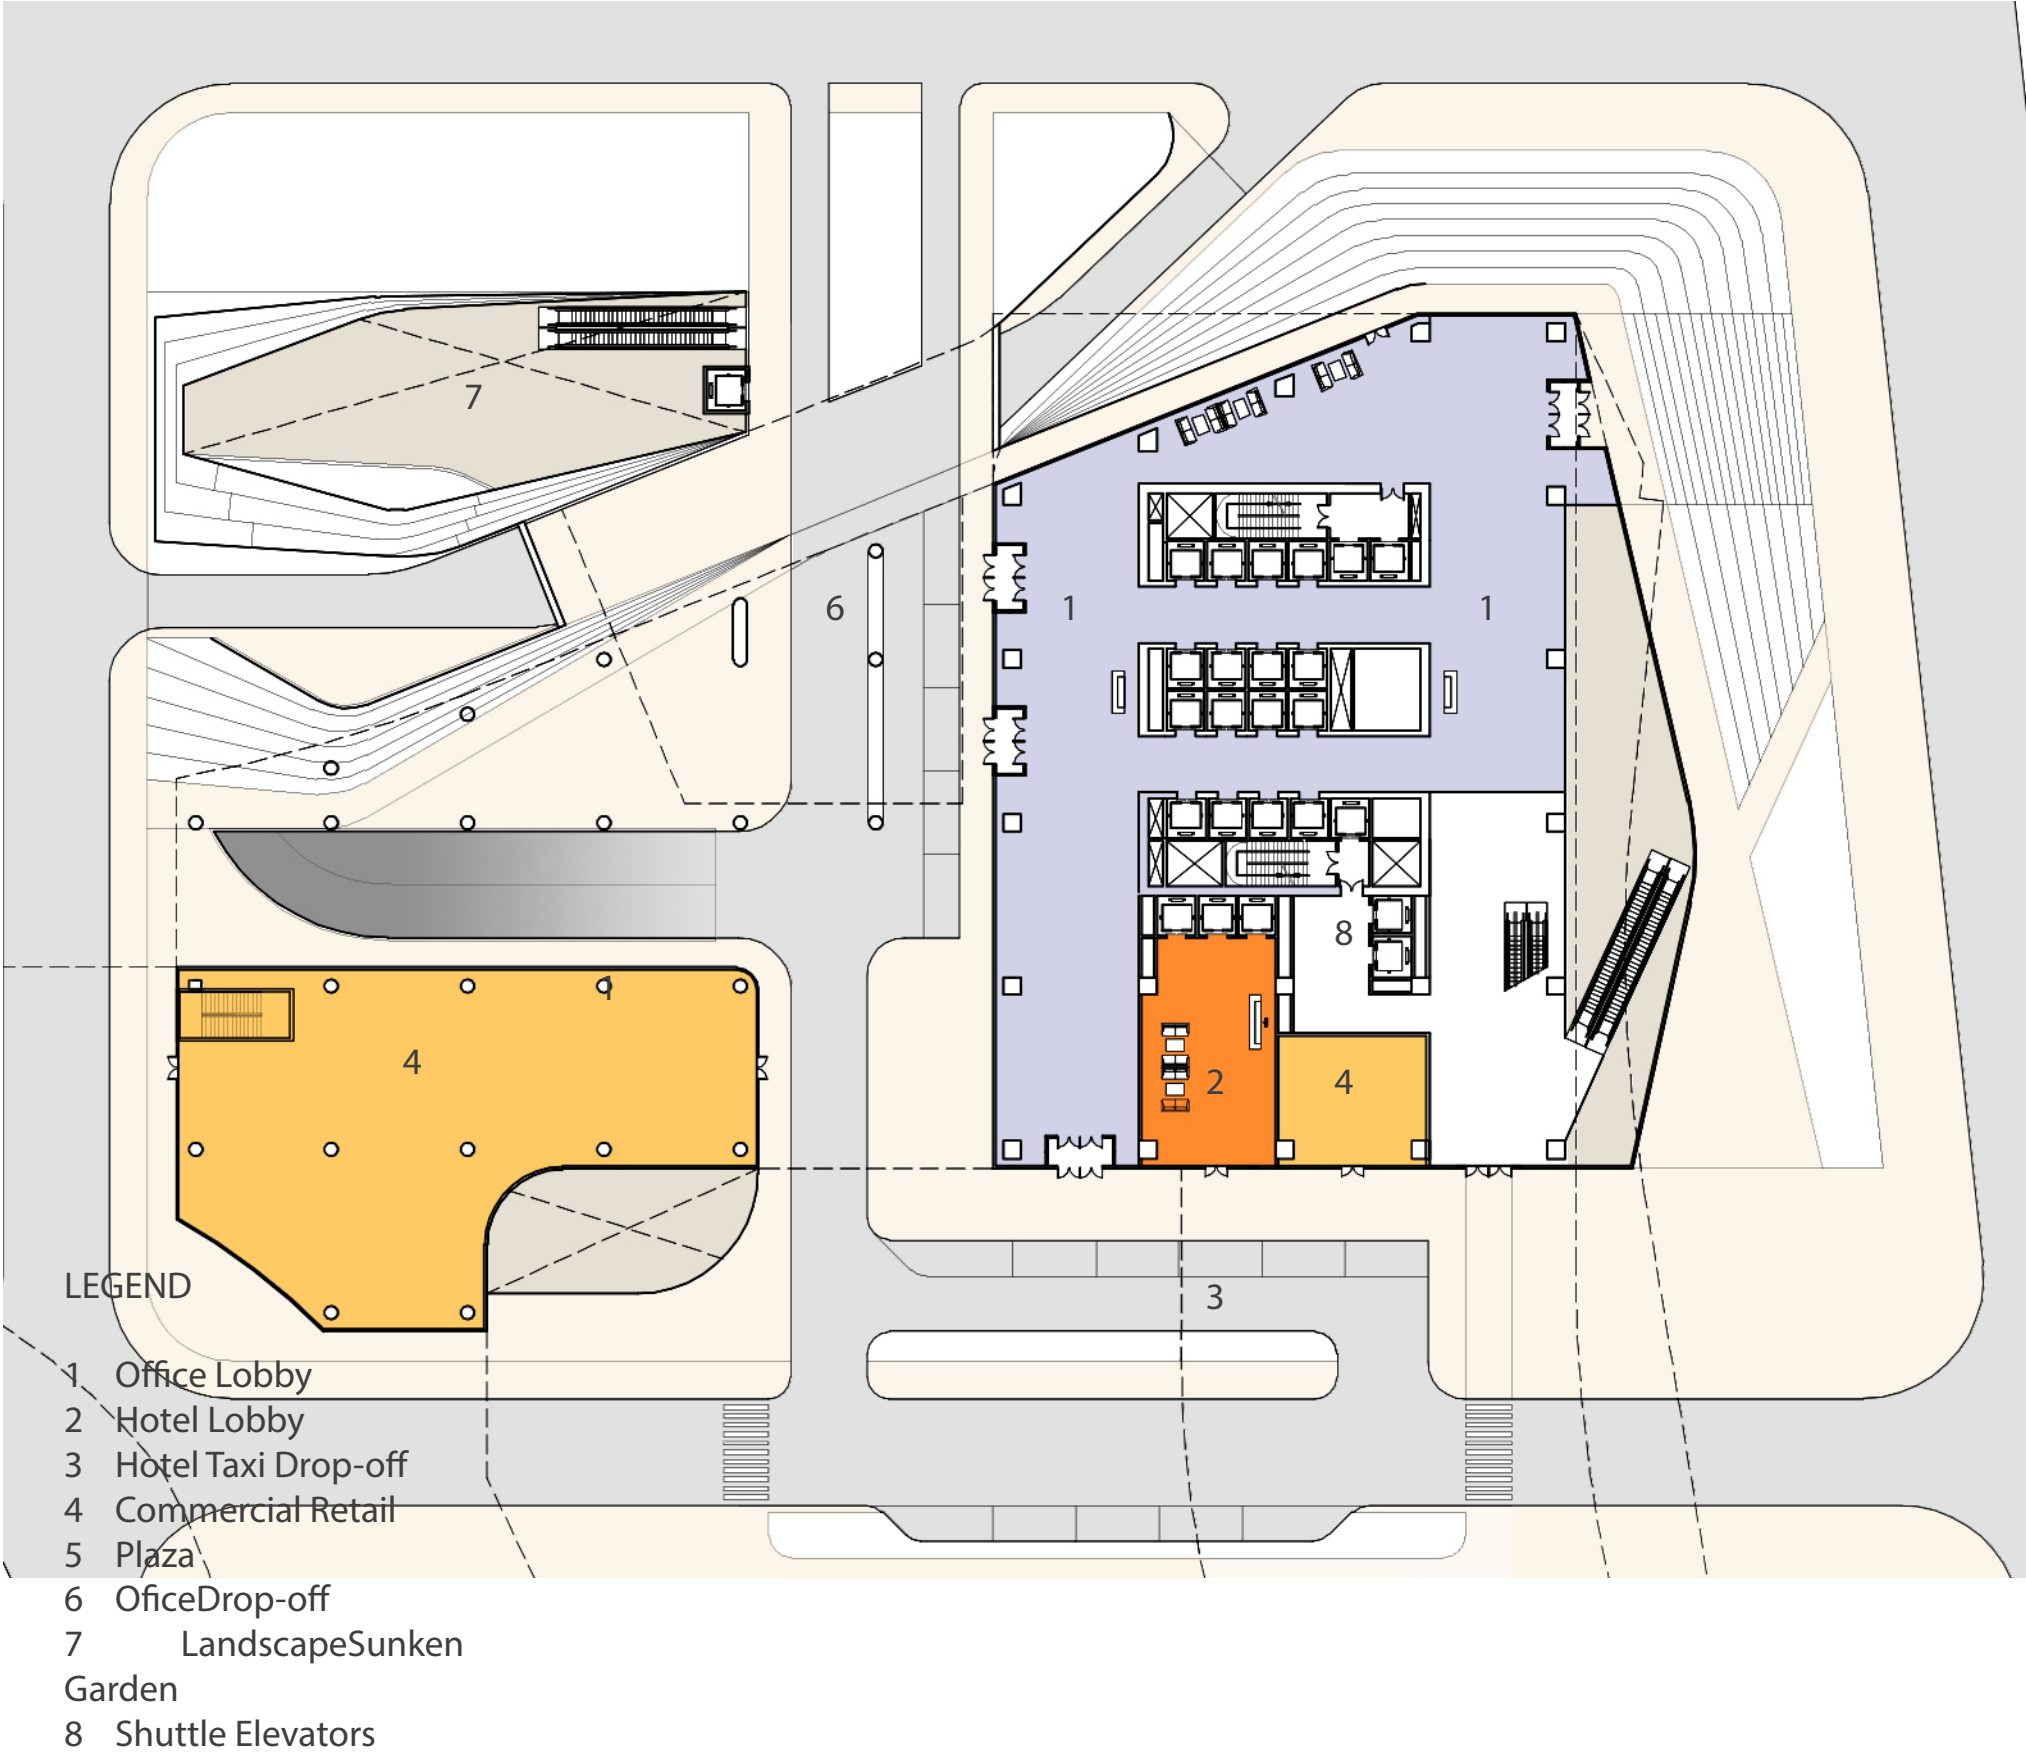 7
6
1
1
8
1
4
2
4
3
LEGEND
1 Office Lobby
2 Hotel Lobby
3 Hotel Taxi Drop-off
4 Commercial Retail
5 Plaza
6 OficeDrop-off
7 LandscapeSunken
Garden
8 Shuttle Elevators